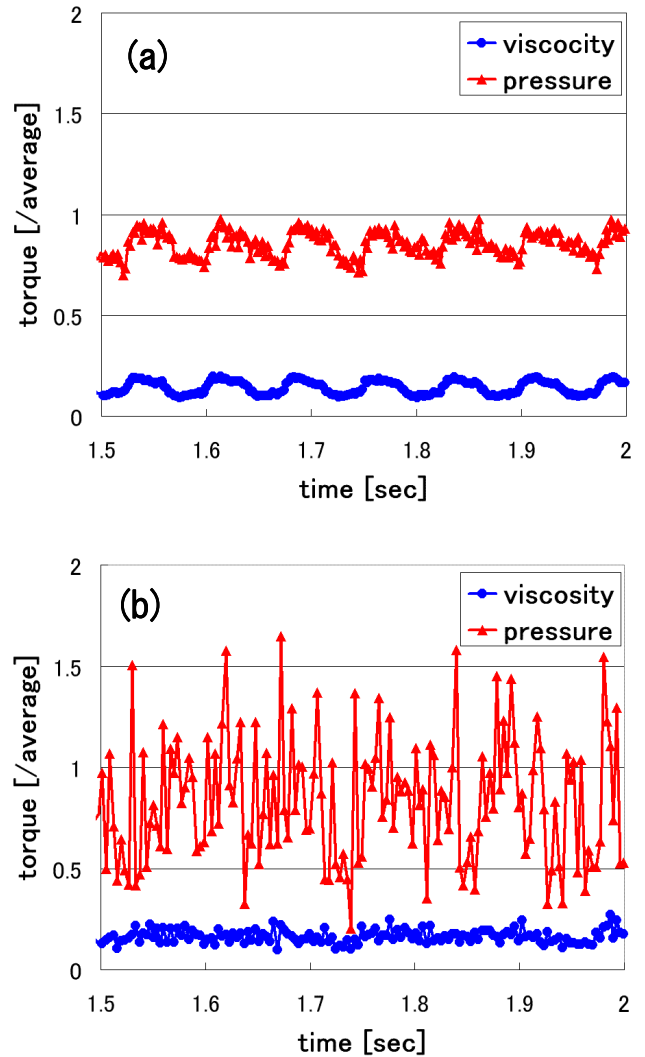 (a)
viscocity
pressure
torque [/average]
2
1.5
1
0.5
0
1.5 1.6 1.7 1.8 1.9 2
time [sec]
(b)
viscosity
pressure
torque [/average]
2
1.5
1
0.5
0
1.5 1.6 1.7 1.8 1.9 2
time [sec]